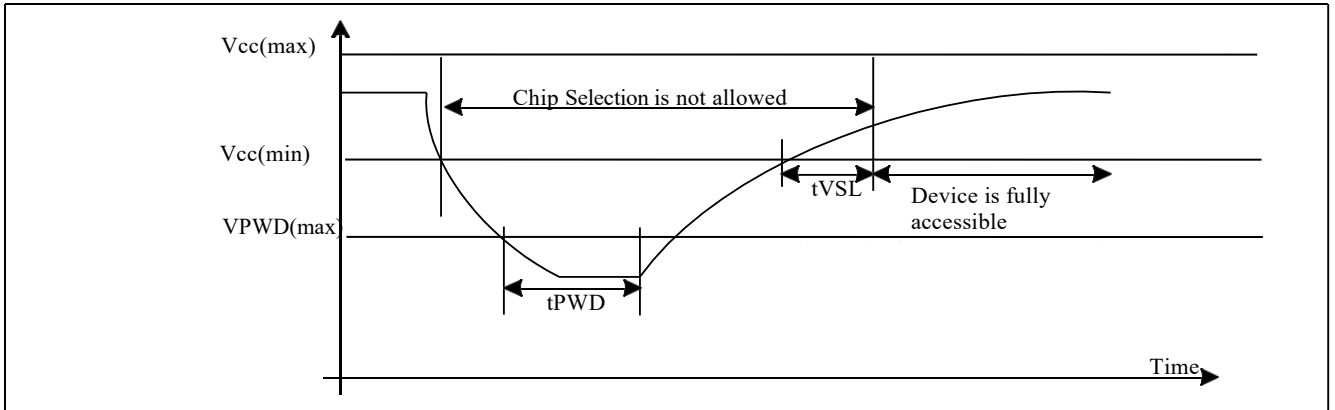 Vcc(max)
Chip Selection is not allowed
Vcc(min)
tVSL
Device is fully
accessible
VPWD(max)
tPWD
Time